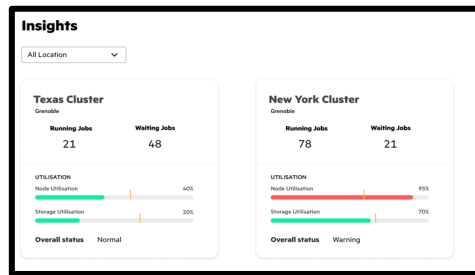 Insights
All Location
Texas Cluster
Grenoble
Running Jobs Waiting Jobs
21 48
UTILISATION
Node Utilisation 40%
Storage Utilisation 20%
Overall status Normal
New York Cluster
Grenoble
Running Jobs Waiting Jobs
78 21
UTILISATION
Node Utilisation 95%
Storage Utilisation 70%
Overall status Warning